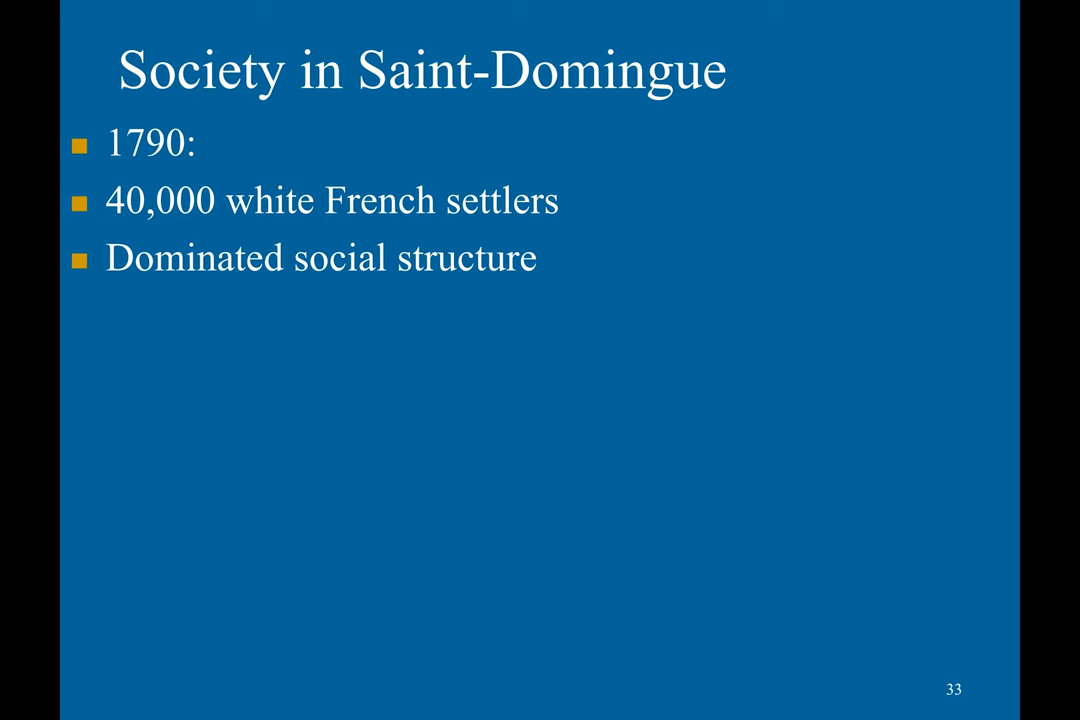 Society in Saint-Domingue
1790:
40,000 white French settlers
Dominated social structure
33